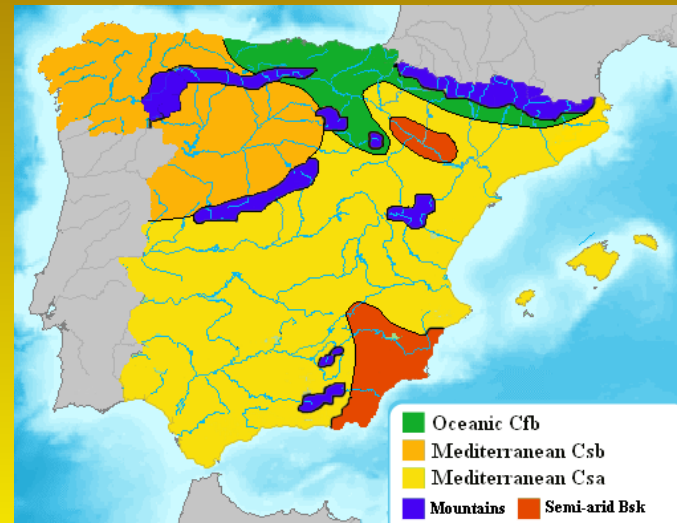 Oceanic Cfb
Mediterranean Csb
Mediterranean Csa
Mountains Semi-arid Bsk